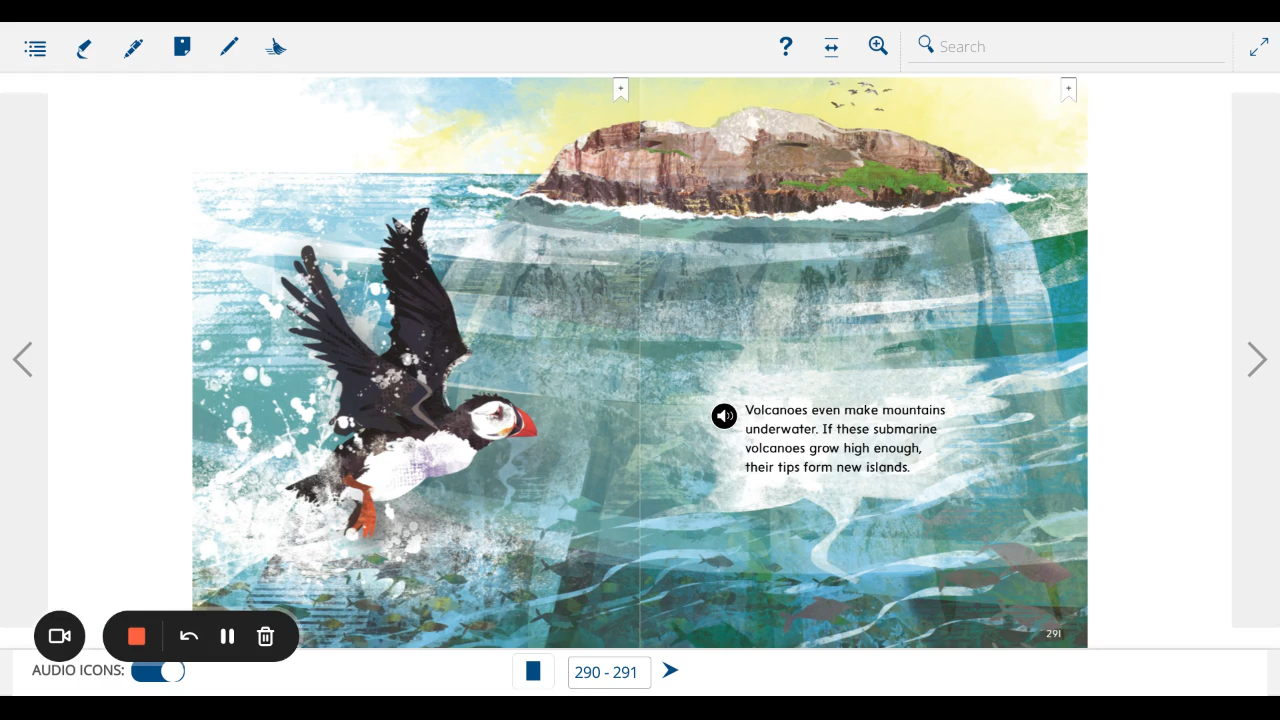 Search
Volcanoes even make mountains
underwater. If these submarine
volcanoes grow high enough,
their tips form new islands.
291
AUDIO ICONS:
290 - 291